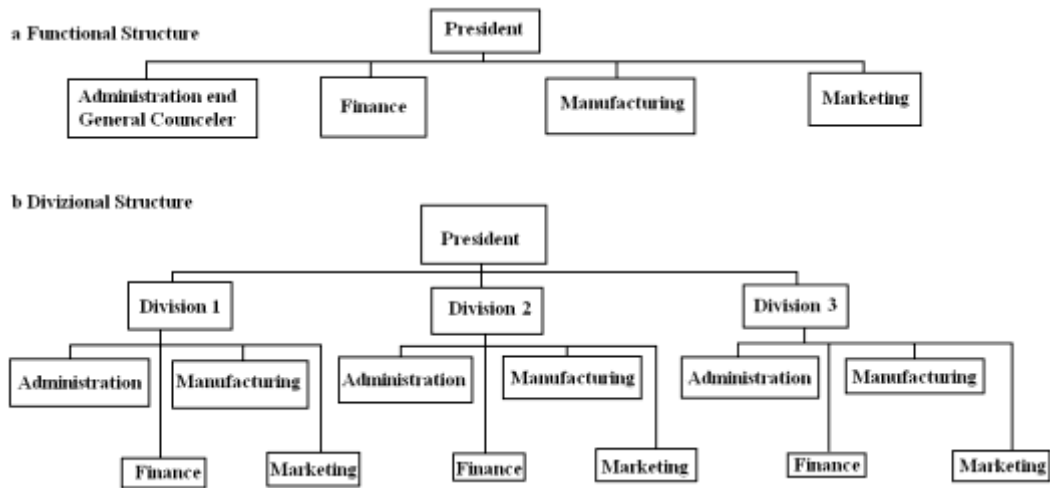 a Functional Structure
President
Administration end
General Counceler
Finance
Manufacturing
Marketing
b Divizional Structure
President
Division 1
Division 2
Division 3
Administration
Manufacturing
Administration
Manufacturing
Administration
Manufacturing
Finance
Marketing
Finance
Marketing
Finance
Marketing